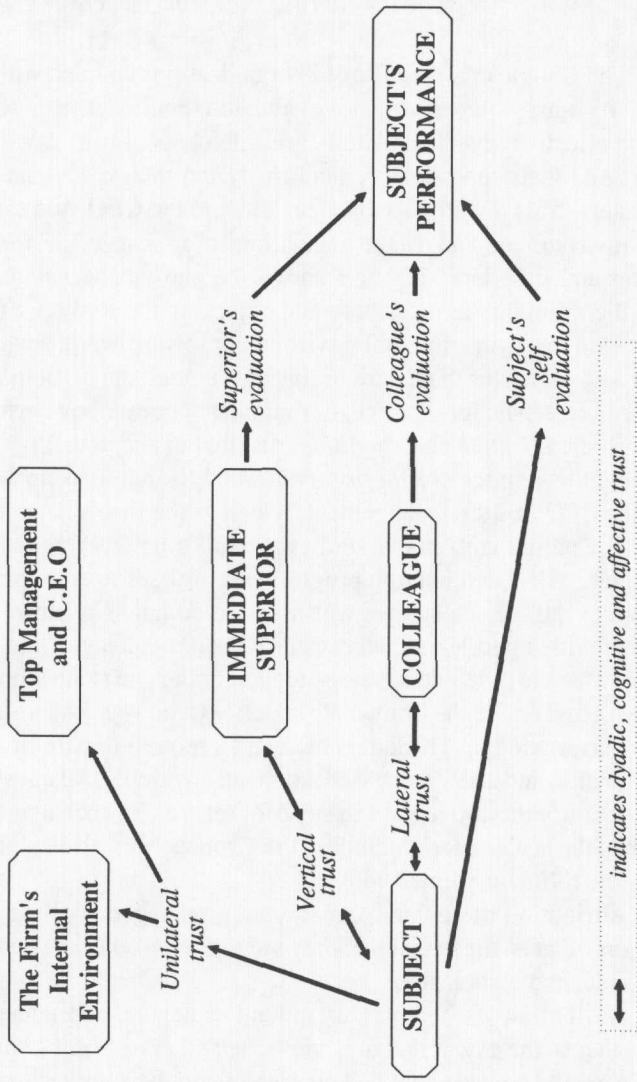 The Firm's
Internal
Environment
Top Management
and C.E.O
Unilateral
trust
IMMEDIATE
SUPERIOR
Superior's
evaluation
Vertical
trust
SUBJECT'S
PERFORMANCE
SUBJECT
Lateral
trust
COLLEAGUE
Colleague's
evaluation
Subject's
self
evaluation
indicates dyadic, cognitive and affective trust